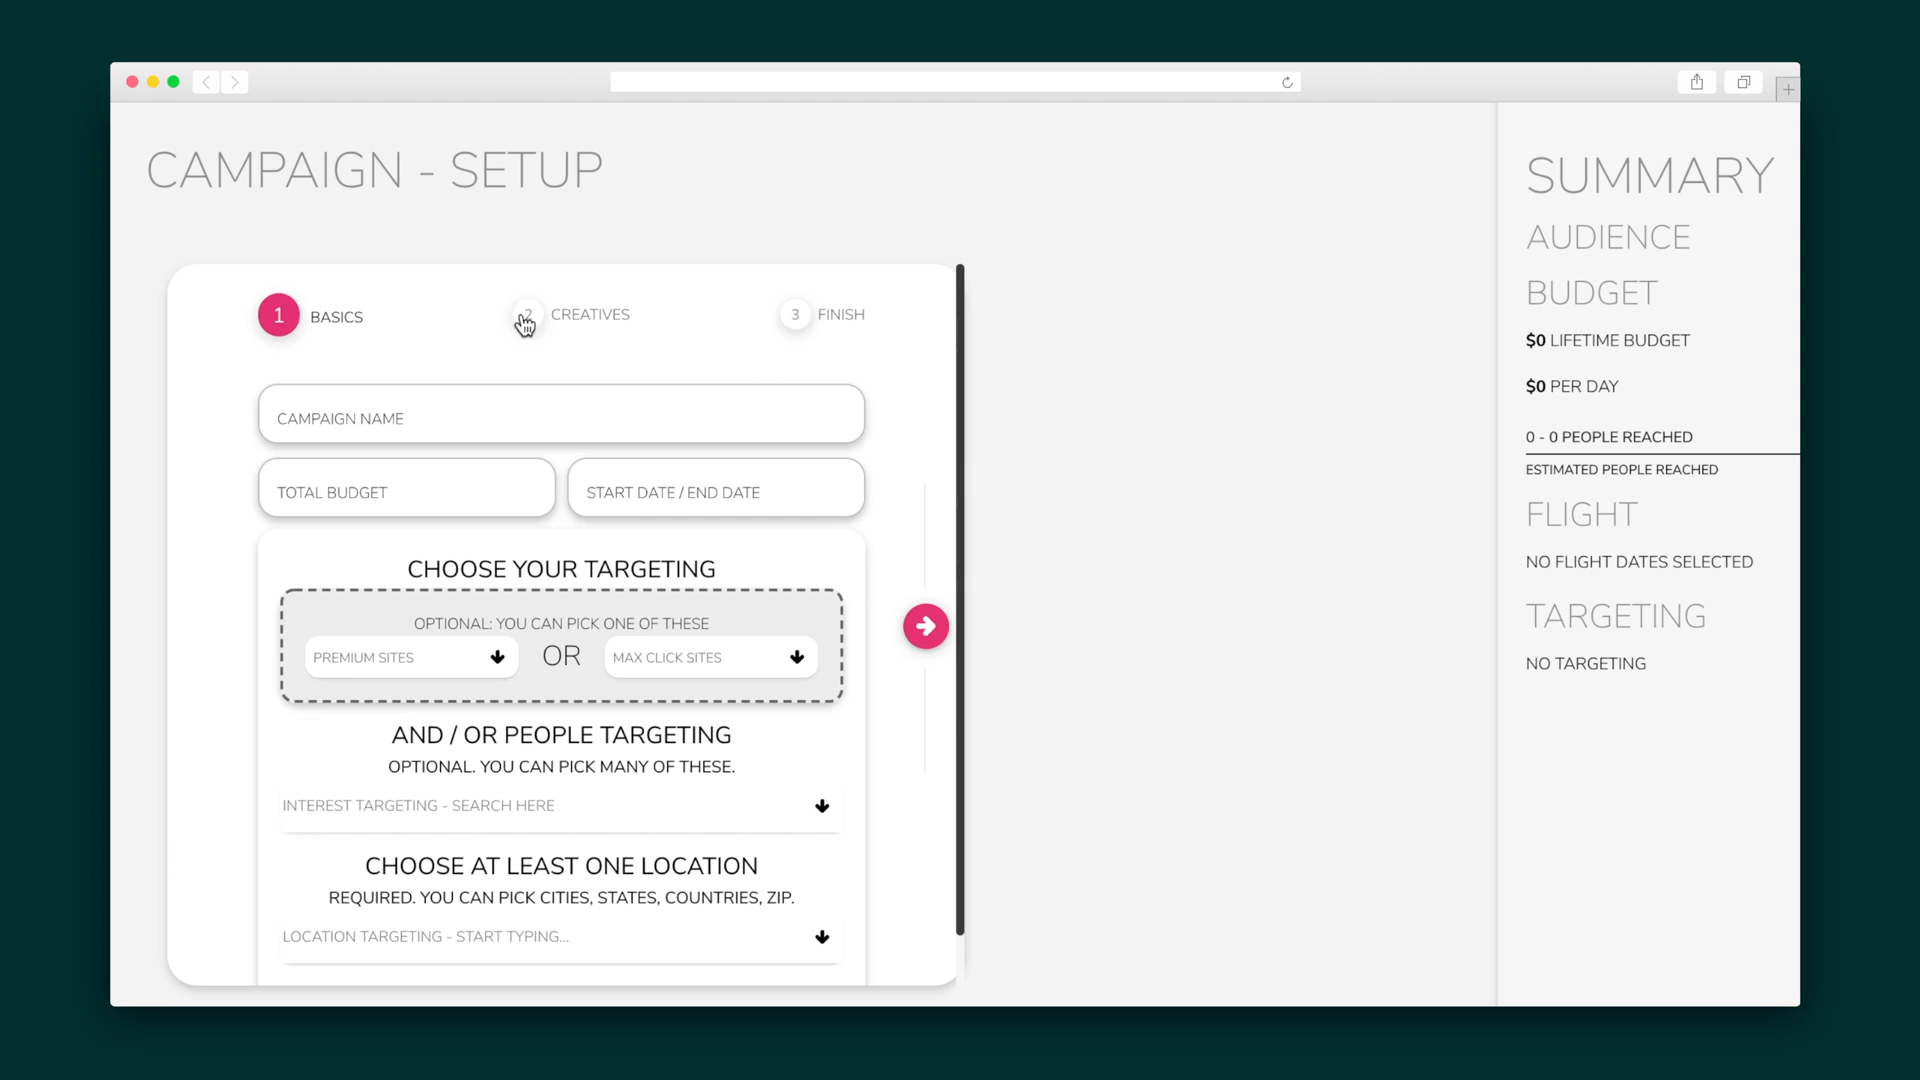 CAMPAIGN - SETUP
1 BASICS
2 CREATIVES
3 FINISH
CAMPAIGN NAME
TOTAL BUDGET
START DATE / END DATE
CHOOSE YOUR TARGETING
OPTIONAL: YOU CAN PICK ONE OF THESE
PREMIUM SITES
OR
MAX CLICK SITES
AND / OR PEOPLE TARGETING
OPTIONAL. YOU CAN PICK MANY OF THESE.
INTEREST TARGETING - SEARCH HERE
CHOOSE AT LEAST ONE LOCATION
REQUIRED. YOU CAN PICK CITIES, STATES, COUNTRIES, ZIP.
LOCATION TARGETING - START TYPING...
SUMMARY
AUDIENCE
BUDGET
$0 LIFETIME BUDGET
$0 PER DAY
0 - 0 PEOPLE REACHED
ESTIMATED PEOPLE REACHED
FLIGHT
NO FLIGHT DATES SELECTED
TARGETING
NO TARGETING